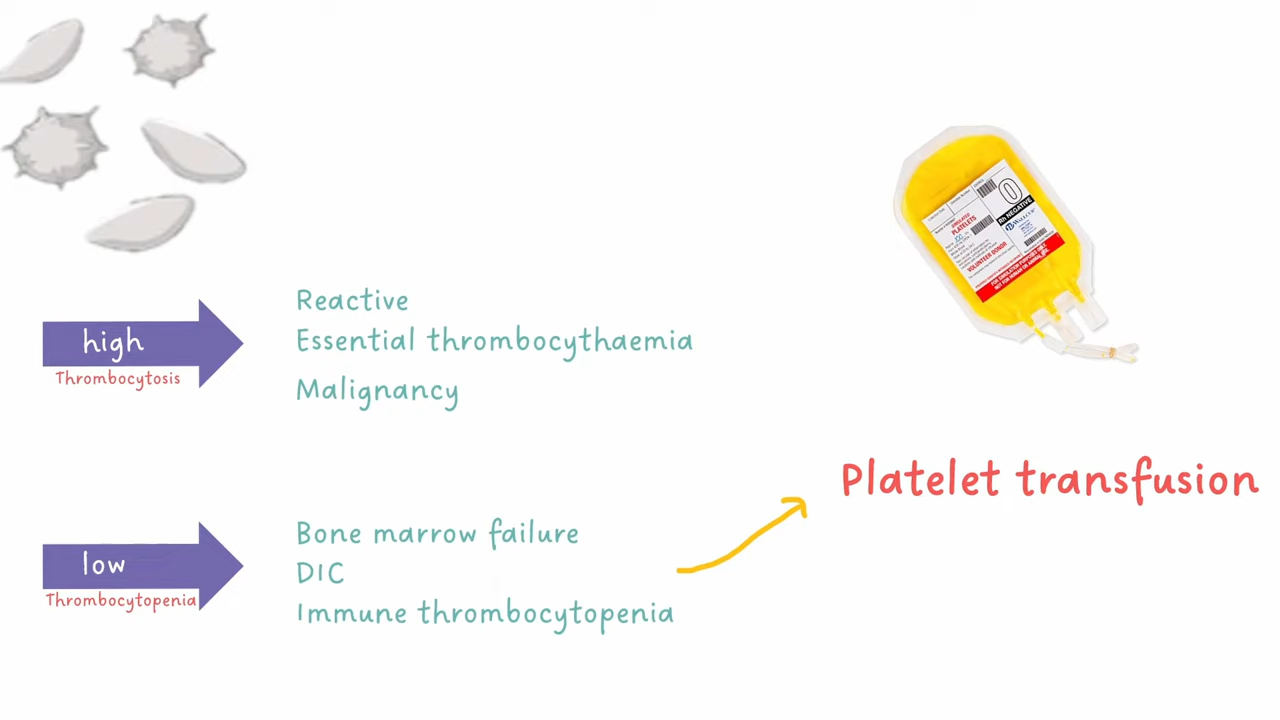 high
Thrombocytosis
Reactive
Essential thrombocythaemia
Malignancy
low
Thrombocytopenia
Bone marrow failure
DIC
Immune thrombocytopenia
Platelet transfusion
O
Rh NEGATIVE
PLATELETS
VOLUNTEER DONOR